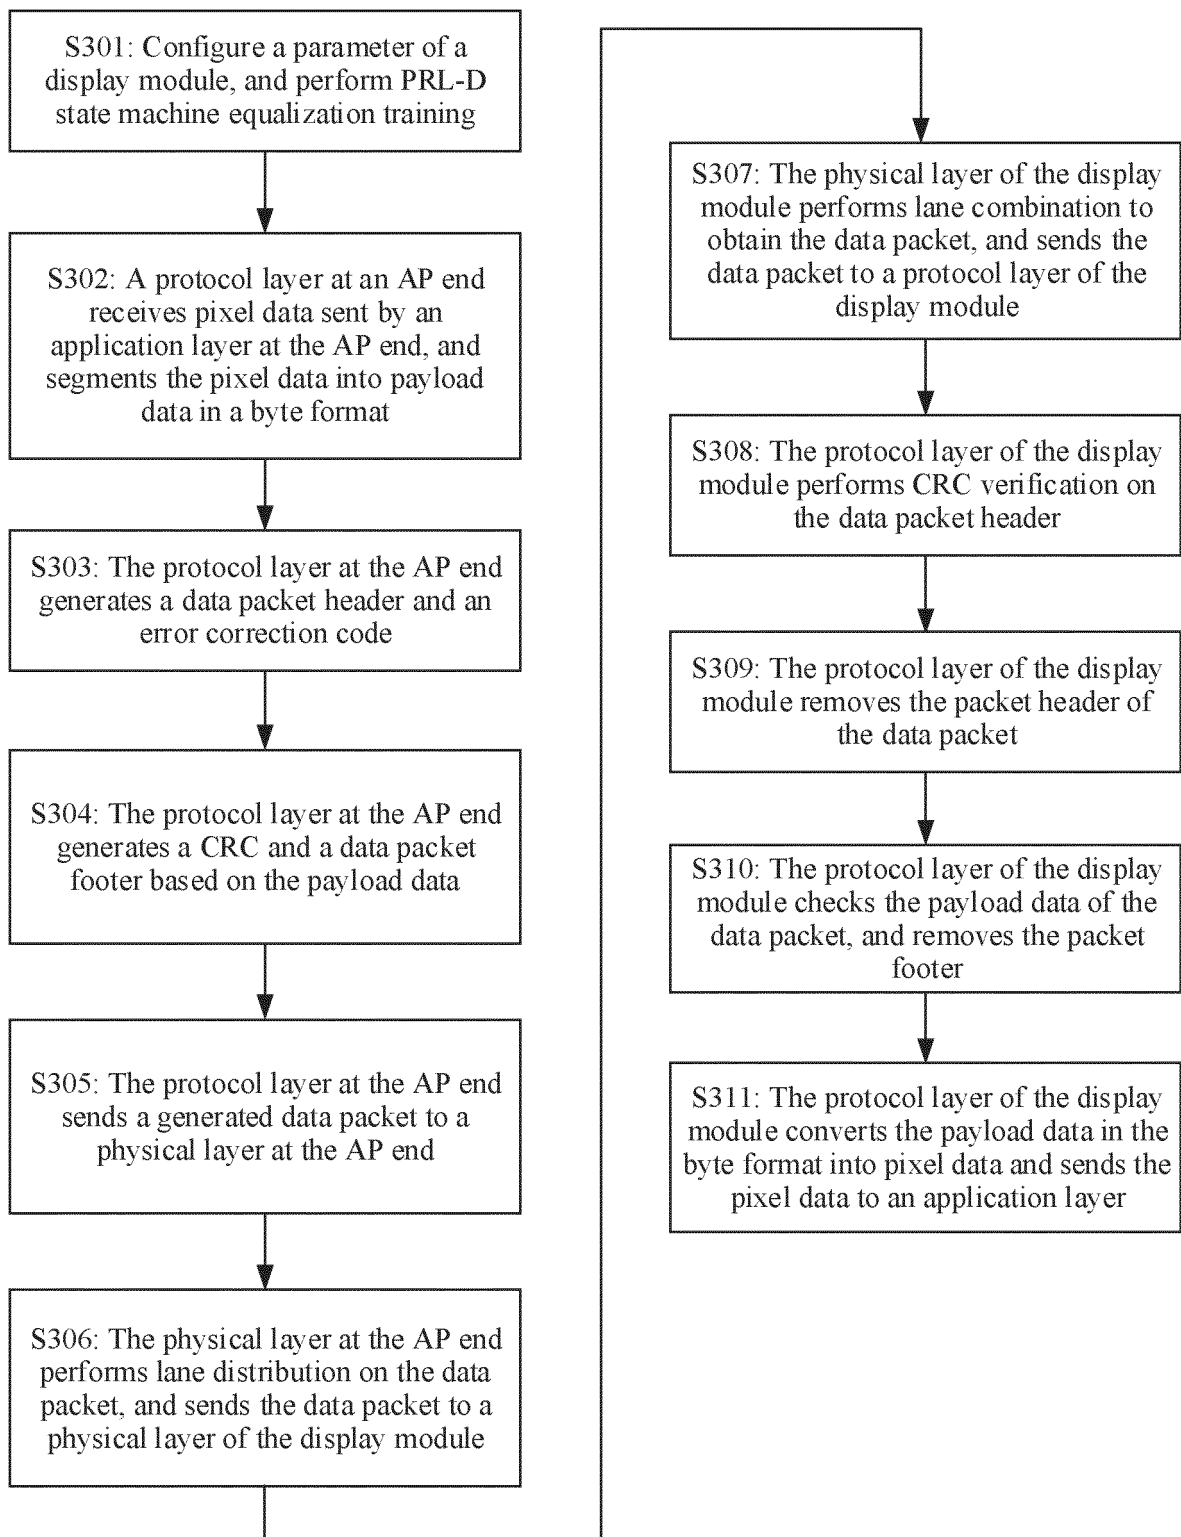 S301: Configure a parameter of a
display module, and perform PRL-D
state machine equalization training
S302: A protocol layer at an AP end
receives pixel data sent by an
application layer at the AP end, and
segments the pixel data into payload
data in a byte format
S303: The protocol layer at the AP end
generates a data packet header and an
error correction code
S304: The protocol layer at the AP end
generates a CRC and a data packet
footer based on the payload data
S305: The protocol layer at the AP end
sends a generated data packet to a
physical layer at the AP end
S306: The physical layer at the AP end
performs lane distribution on the data
packet, and sends the data packet to a
physical layer of the display module
S307: The physical layer of the display
module performs lane combination to
obtain the data packet, and sends the
data packet to a protocol layer of the
display module
S308: The protocol layer of the display
module performs CRC verification on
the data packet header
S309: The protocol layer of the display
module removes the packet header of
the data packet
S310: The protocol layer of the display
module checks the payload data of the
data packet, and removes the packet
footer
S311: The protocol layer of the display
module converts the payload data in the
byte format into pixel data and sends the
pixel data to an application layer